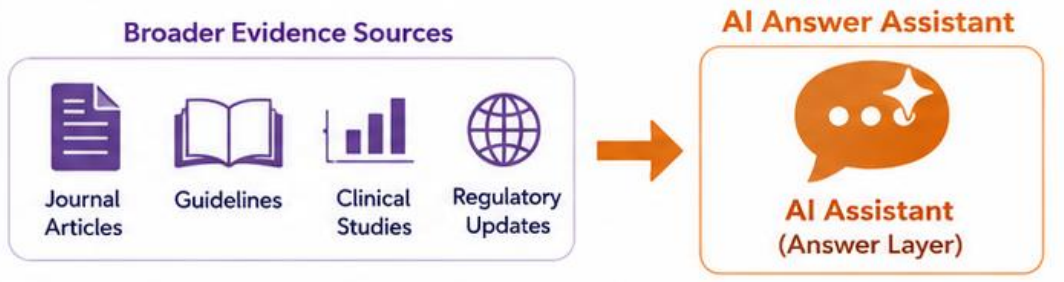 Broader Evidence Sources
AI Answer Assistant
Journal
Articles
Guidelines
Clinical
Studies
Regulatory
Updates
AI Assistant
(Answer Layer)